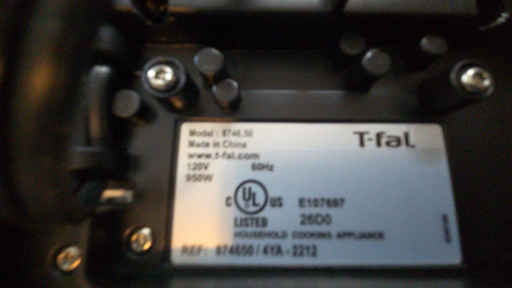 Model : 8746.50
T-fal
Made in China
www.t-fal.com
120V 60Hz
950W
C UL US E107697
LISTED 26D0
HOUSEHOLD COOKING APPLIANCE
REF: 874650 / 4YA - 2212